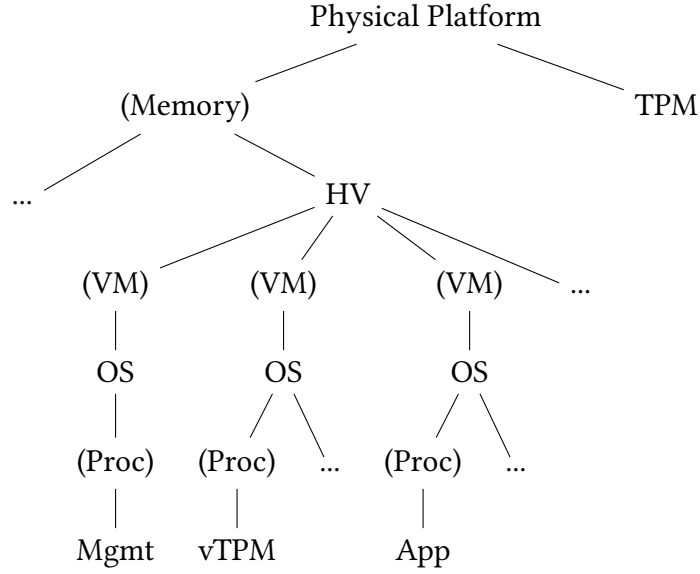 Physical Platform
(Memory) TPM
... HV
(VM) (VM) (VM) ...
OS OS OS
(Proc) (Proc) ... (Proc) ...
Mgmt vTPM App